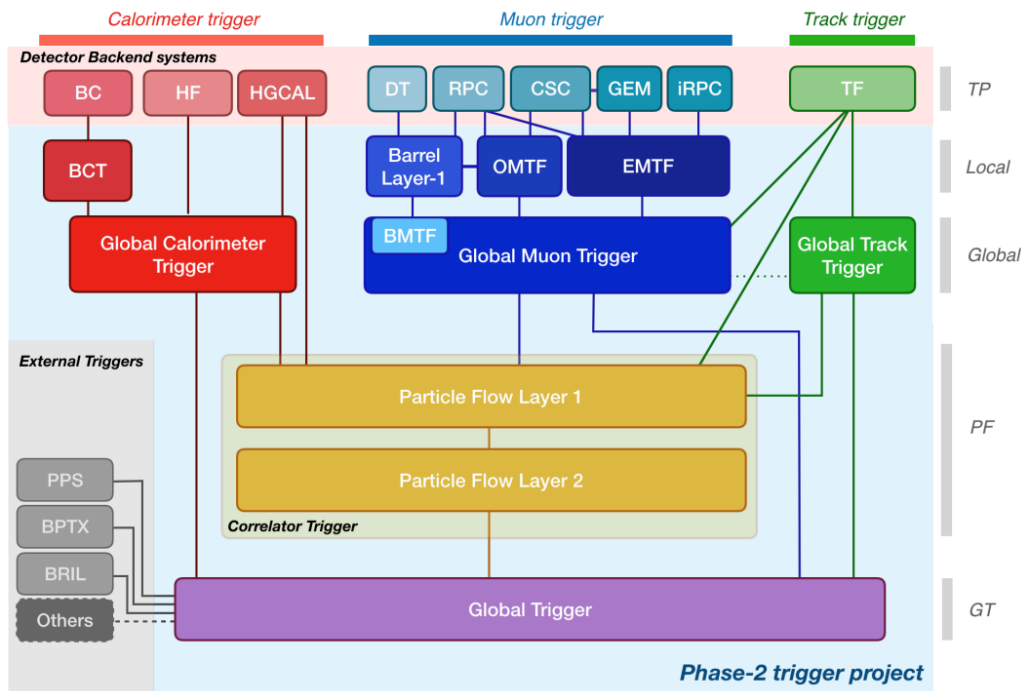 Calorimeter trigger
Muon trigger
Track trigger
Detector Backend systems
BC
HF
HGCAL
DT
RPC
CSC
GEM
iRPC
TF
TP
BCT
Barrel
Layer-1
OMTF
EMTF
Local
Global Calorimeter
Trigger
BMTF
Global Muon Trigger
Global Track
Trigger
Global
External Triggers
Particle Flow Layer 1
PF
Particle Flow Layer 2
Correlator Trigger
PPS
BPTX
BRIL
Others
Global Trigger
GT
Phase-2 trigger project